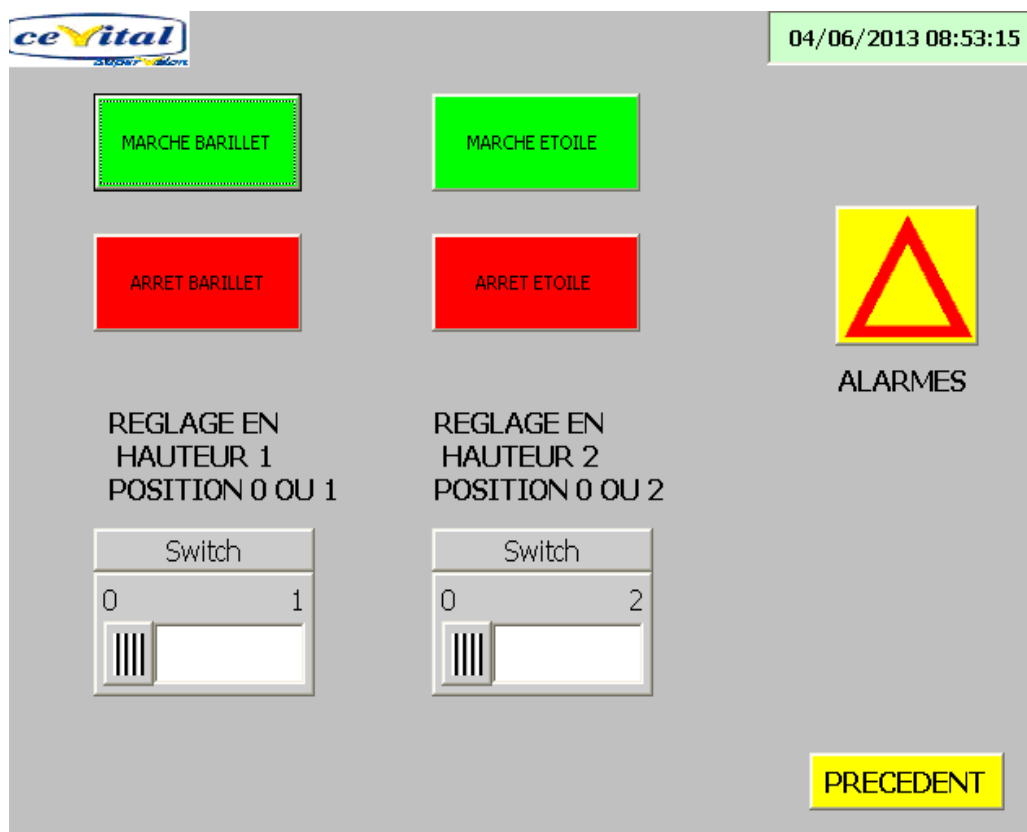 cevital
04/06/2013 08:53:15
MARCHE BARILLET
MARCHE ETOILE
ARRET BARILLET
ARRET ETOILE
ALARMES
REGLAGE EN
HAUTEUR 1
POSITION 0 OU 1
REGLAGE EN
HAUTEUR 2
POSITION 0 OU 2
Switch
0 1
Switch
0 2
PRECEDENT